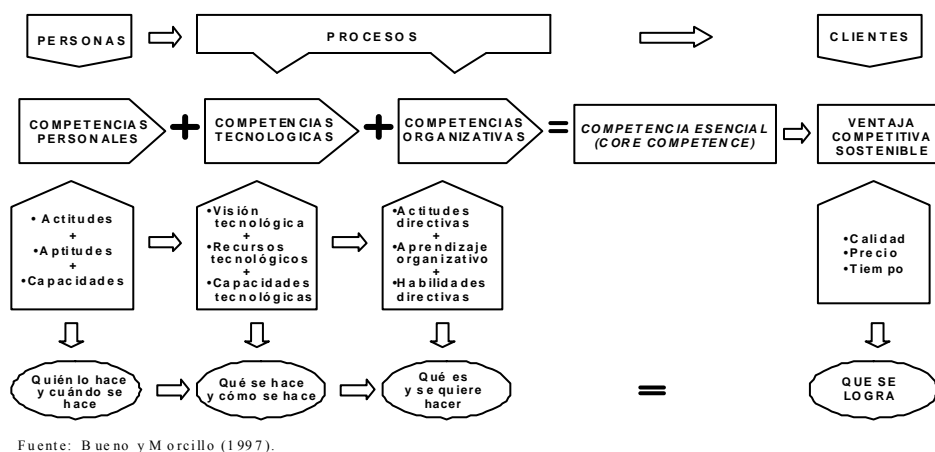 PERSONAS
PROCESOS
CLIENTES
COMPETENCIAS
PERSONALES
+
COMPETENCIAS
TECNOLOGICAS
+
COMPETENCIAS
ORGANIZATIVAS
=
COMPETENCIA ESENCIAL
(CORE COMPETENCE)
VENTAJA
COMPETITIVA
SOSTENIBLE
• Actitudes
+
•Aptitudes
+
•Capacidades
•Visión
tecnológica
+
•Recursos
tecnológicos
+
•Capacidades
tecnológicas
•Actitudes
directivas
+
•Aprendizaje
organizativo
+
•Habilidades
directivas
•Calidad
•Precio
•Tiempo
Quién lo hace
y cuándo se
hace
Qué se hace
y cómo se hace
Qué es
y se quiere
hacer
=
QUE SE
LOGRA
Fuente: Bueno y Morcillo (1997).